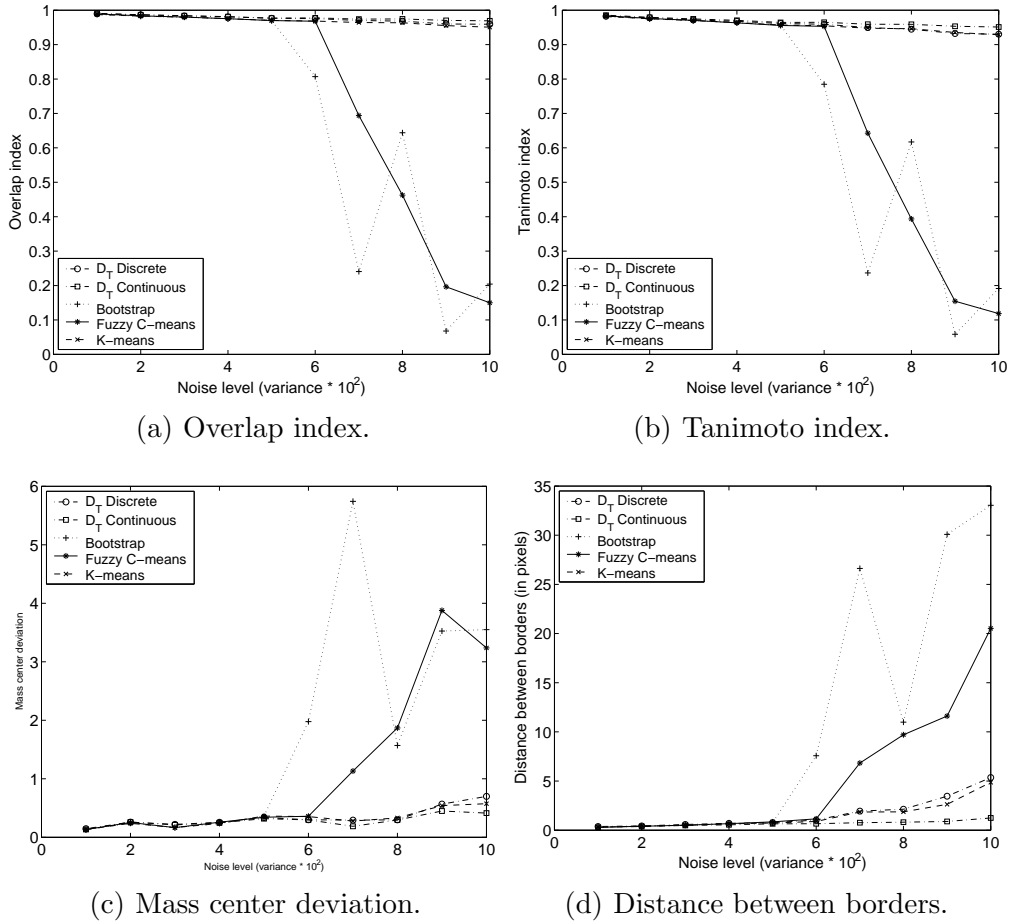 1
0.9
0.8
0.7
0.6
0.5
0.4
0.3
0.2
0.1
0
Overlap index
D_T Discrete
D_T Continuous
Bootstrap
Fuzzy C−means
K−means
0 2 4 6 8 10
Noise level (variance * 10^2)
(a) Overlap index.
1
0.9
0.8
0.7
0.6
0.5
0.4
0.3
0.2
0.1
0
Tanimoto index
D_T Discrete
D_T Continuous
Bootstrap
Fuzzy C−means
K−means
0 2 4 6 8 10
Noise level (variance * 10^2)
(b) Tanimoto index.
6
5
4
3
2
1
0
Mass center deviation
D_T Discrete
D_T Continuous
Bootstrap
Fuzzy C−means
K−means
0 2 4 6 8 10
Noise level (variance * 10^2)
(c) Mass center deviation.
35
30
25
20
15
10
5
0
Distance between borders (in pixels)
D_T Discrete
D_T Continuous
Bootstrap
Fuzzy C−means
K−means
0 2 4 6 8 10
Noise level (variance * 10^2)
(d) Distance between borders.